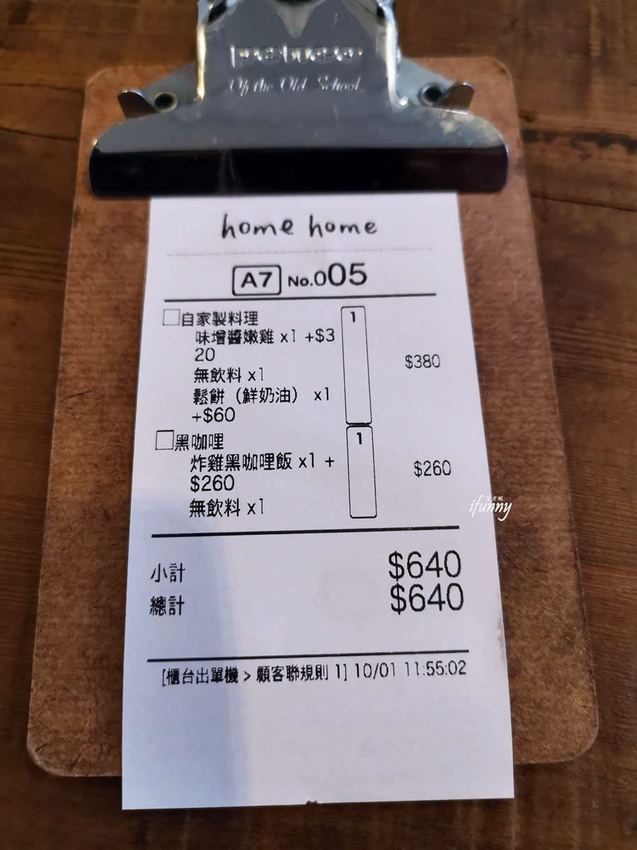 Of the Old School
home home
A7 No.005
自家製料理 1
味增醬嫩雞 x1 +$3
20
$380
無飲料 x1
鬆餅（鮮奶油） x1
+$60
黑咖哩 1
炸雞黑咖哩飯 x1 +
$260
$260
無飲料 x1
ifunny
小計 $640
總計 $640
[櫃台出單機 > 顧客聯規則 1] 10/01 11:55:02